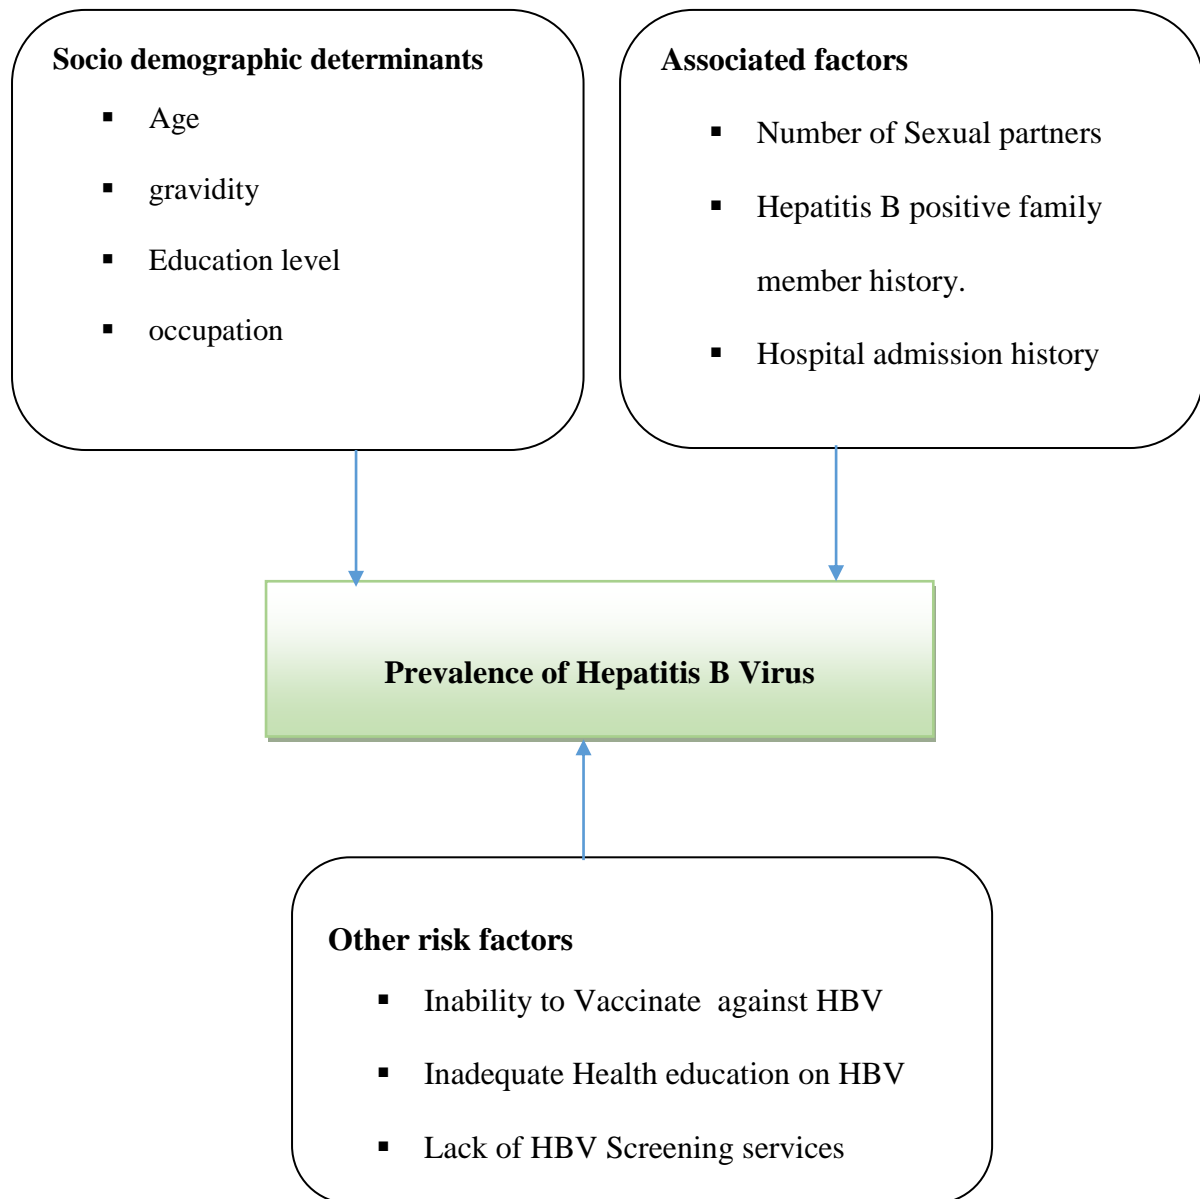 Socio demographic determinants
▪ Age
▪ gravidity
▪ Education level
▪ occupation
Associated factors
▪ Number of Sexual partners
▪ Hepatitis B positive family
member history.
▪ Hospital admission history
Prevalence of Hepatitis B Virus
Other risk factors
▪ Inability to Vaccinate  against HBV
▪ Inadequate Health education on HBV
▪ Lack of HBV Screening services